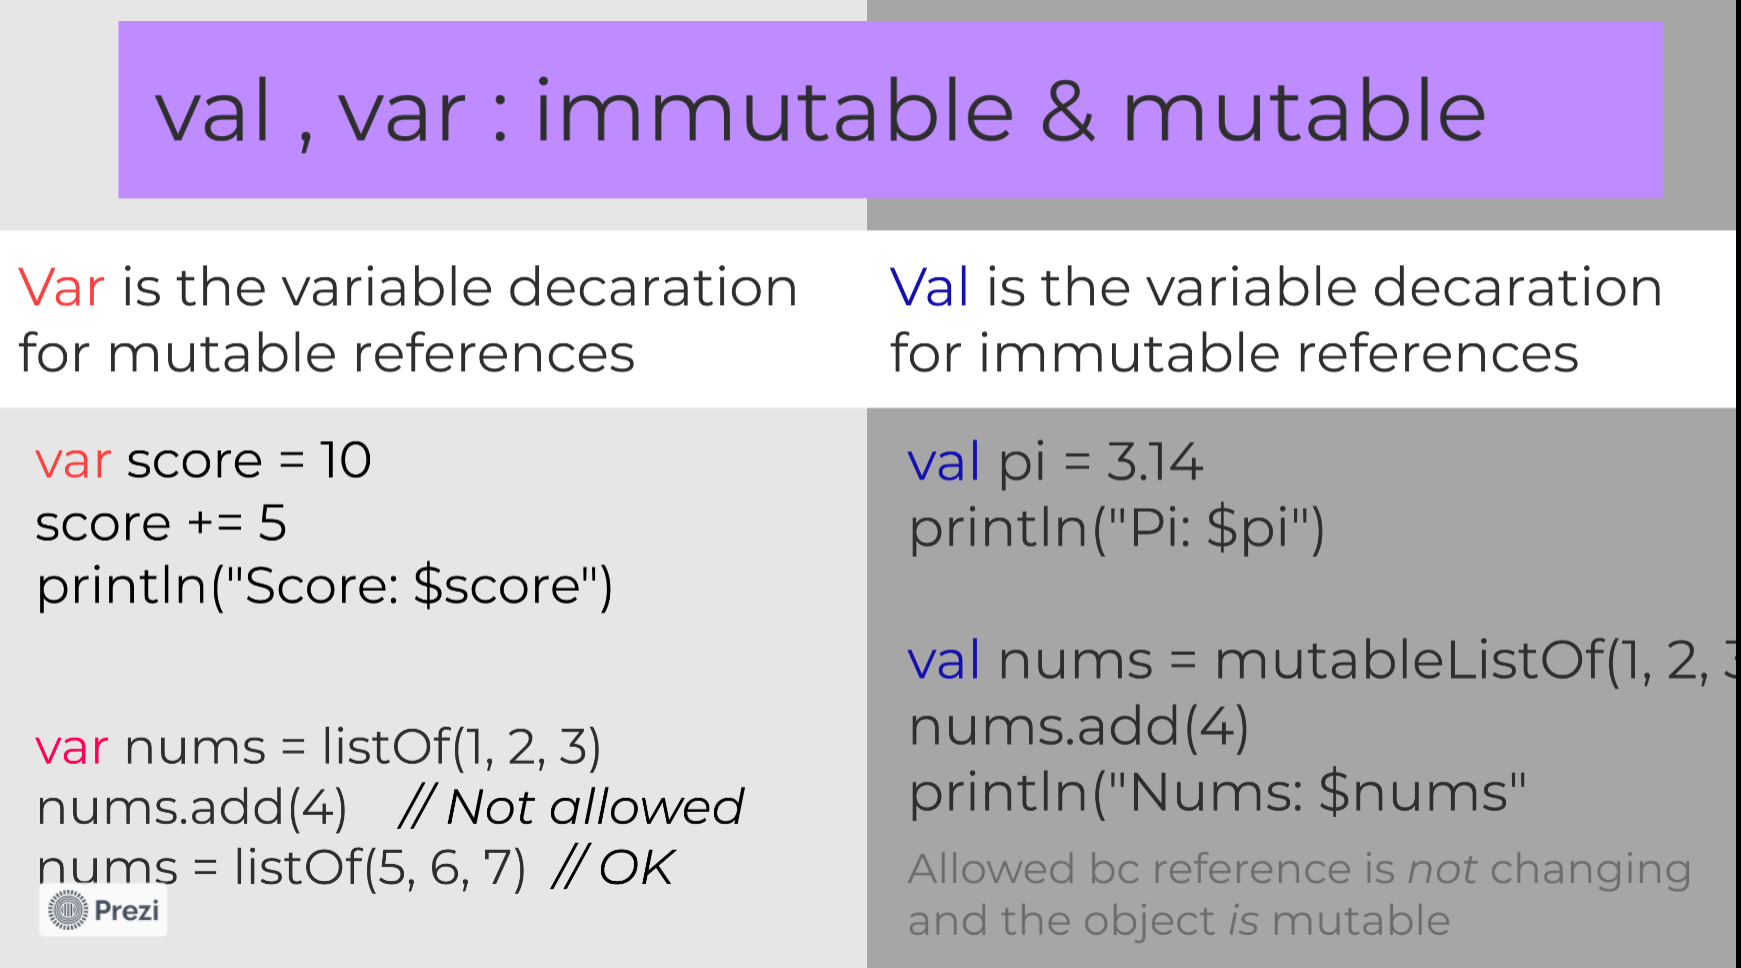 val , var : immutable & mutable
Var is the variable decaration
for mutable references
var score = 10
score += 5
println("Score: $score")
var nums = listOf(1, 2, 3)
nums.add(4) // Not allowed
nums = listOf(5, 6, 7) // OK
Prezi
Val is the variable decaration
for immutable references
val pi = 3.14
println("Pi: $pi")
val nums = mutableListOf(1, 2, 3
nums.add(4)
println("Nums: $nums"
Allowed bc reference is not changing
and the object is mutable